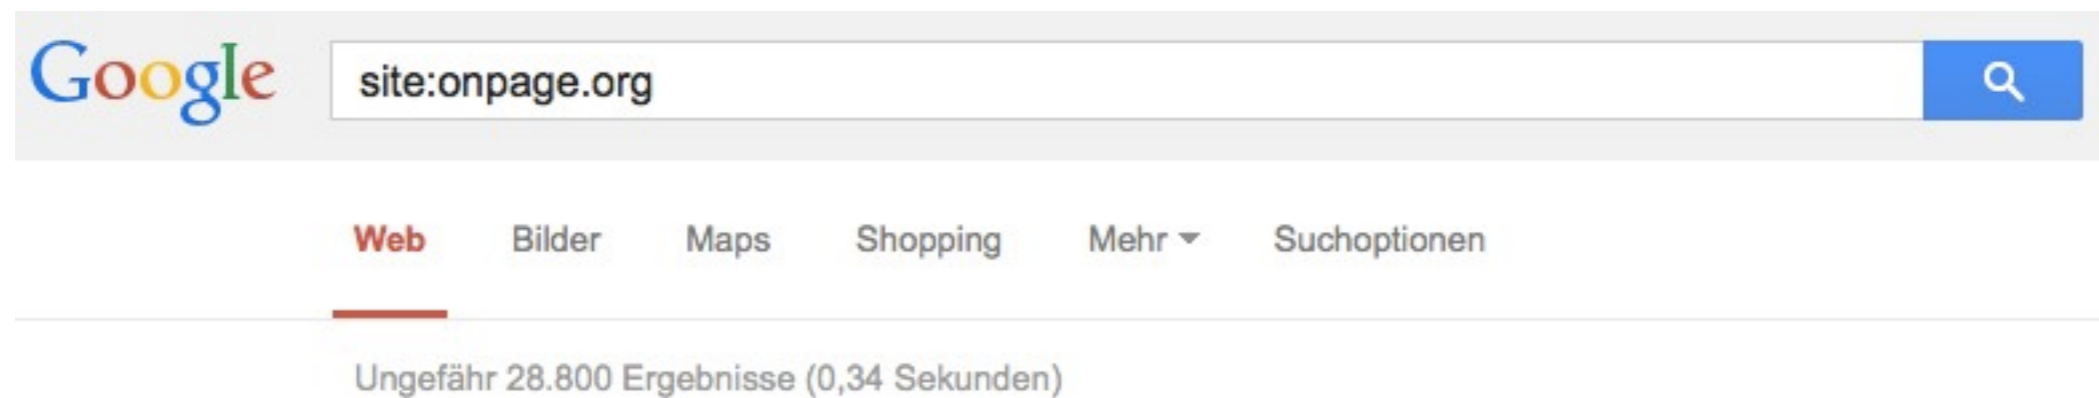 Google site:onpage.org
Web Bilder Maps Shopping Mehr Suchoptionen
Ungefähr 28.800 Ergebnisse (0,34 Sekunden)